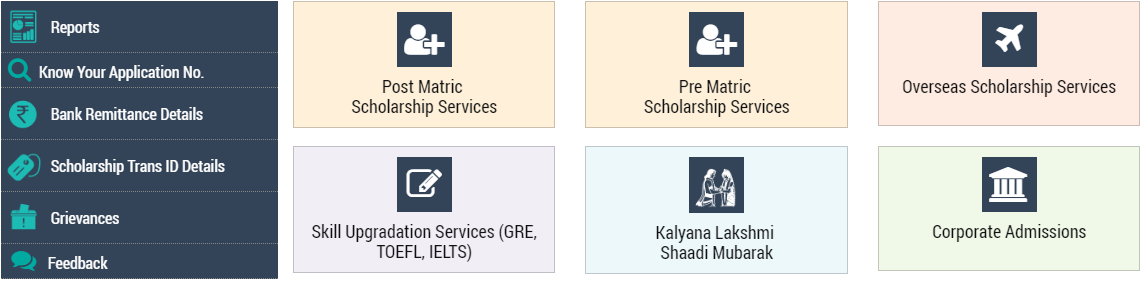 Reports
Know Your Application No.
Bank Remittance Details
Scholarship Trans ID Details
Grievances
Feedback
Post Matric
Scholarship Services
Pre Matric
Scholarship Services
Overseas Scholarship Services
Skill Upgradation Services (GRE,
TOEFL, IELTS)
Kalyana Lakshmi
Shaadi Mubarak
Corporate Admissions